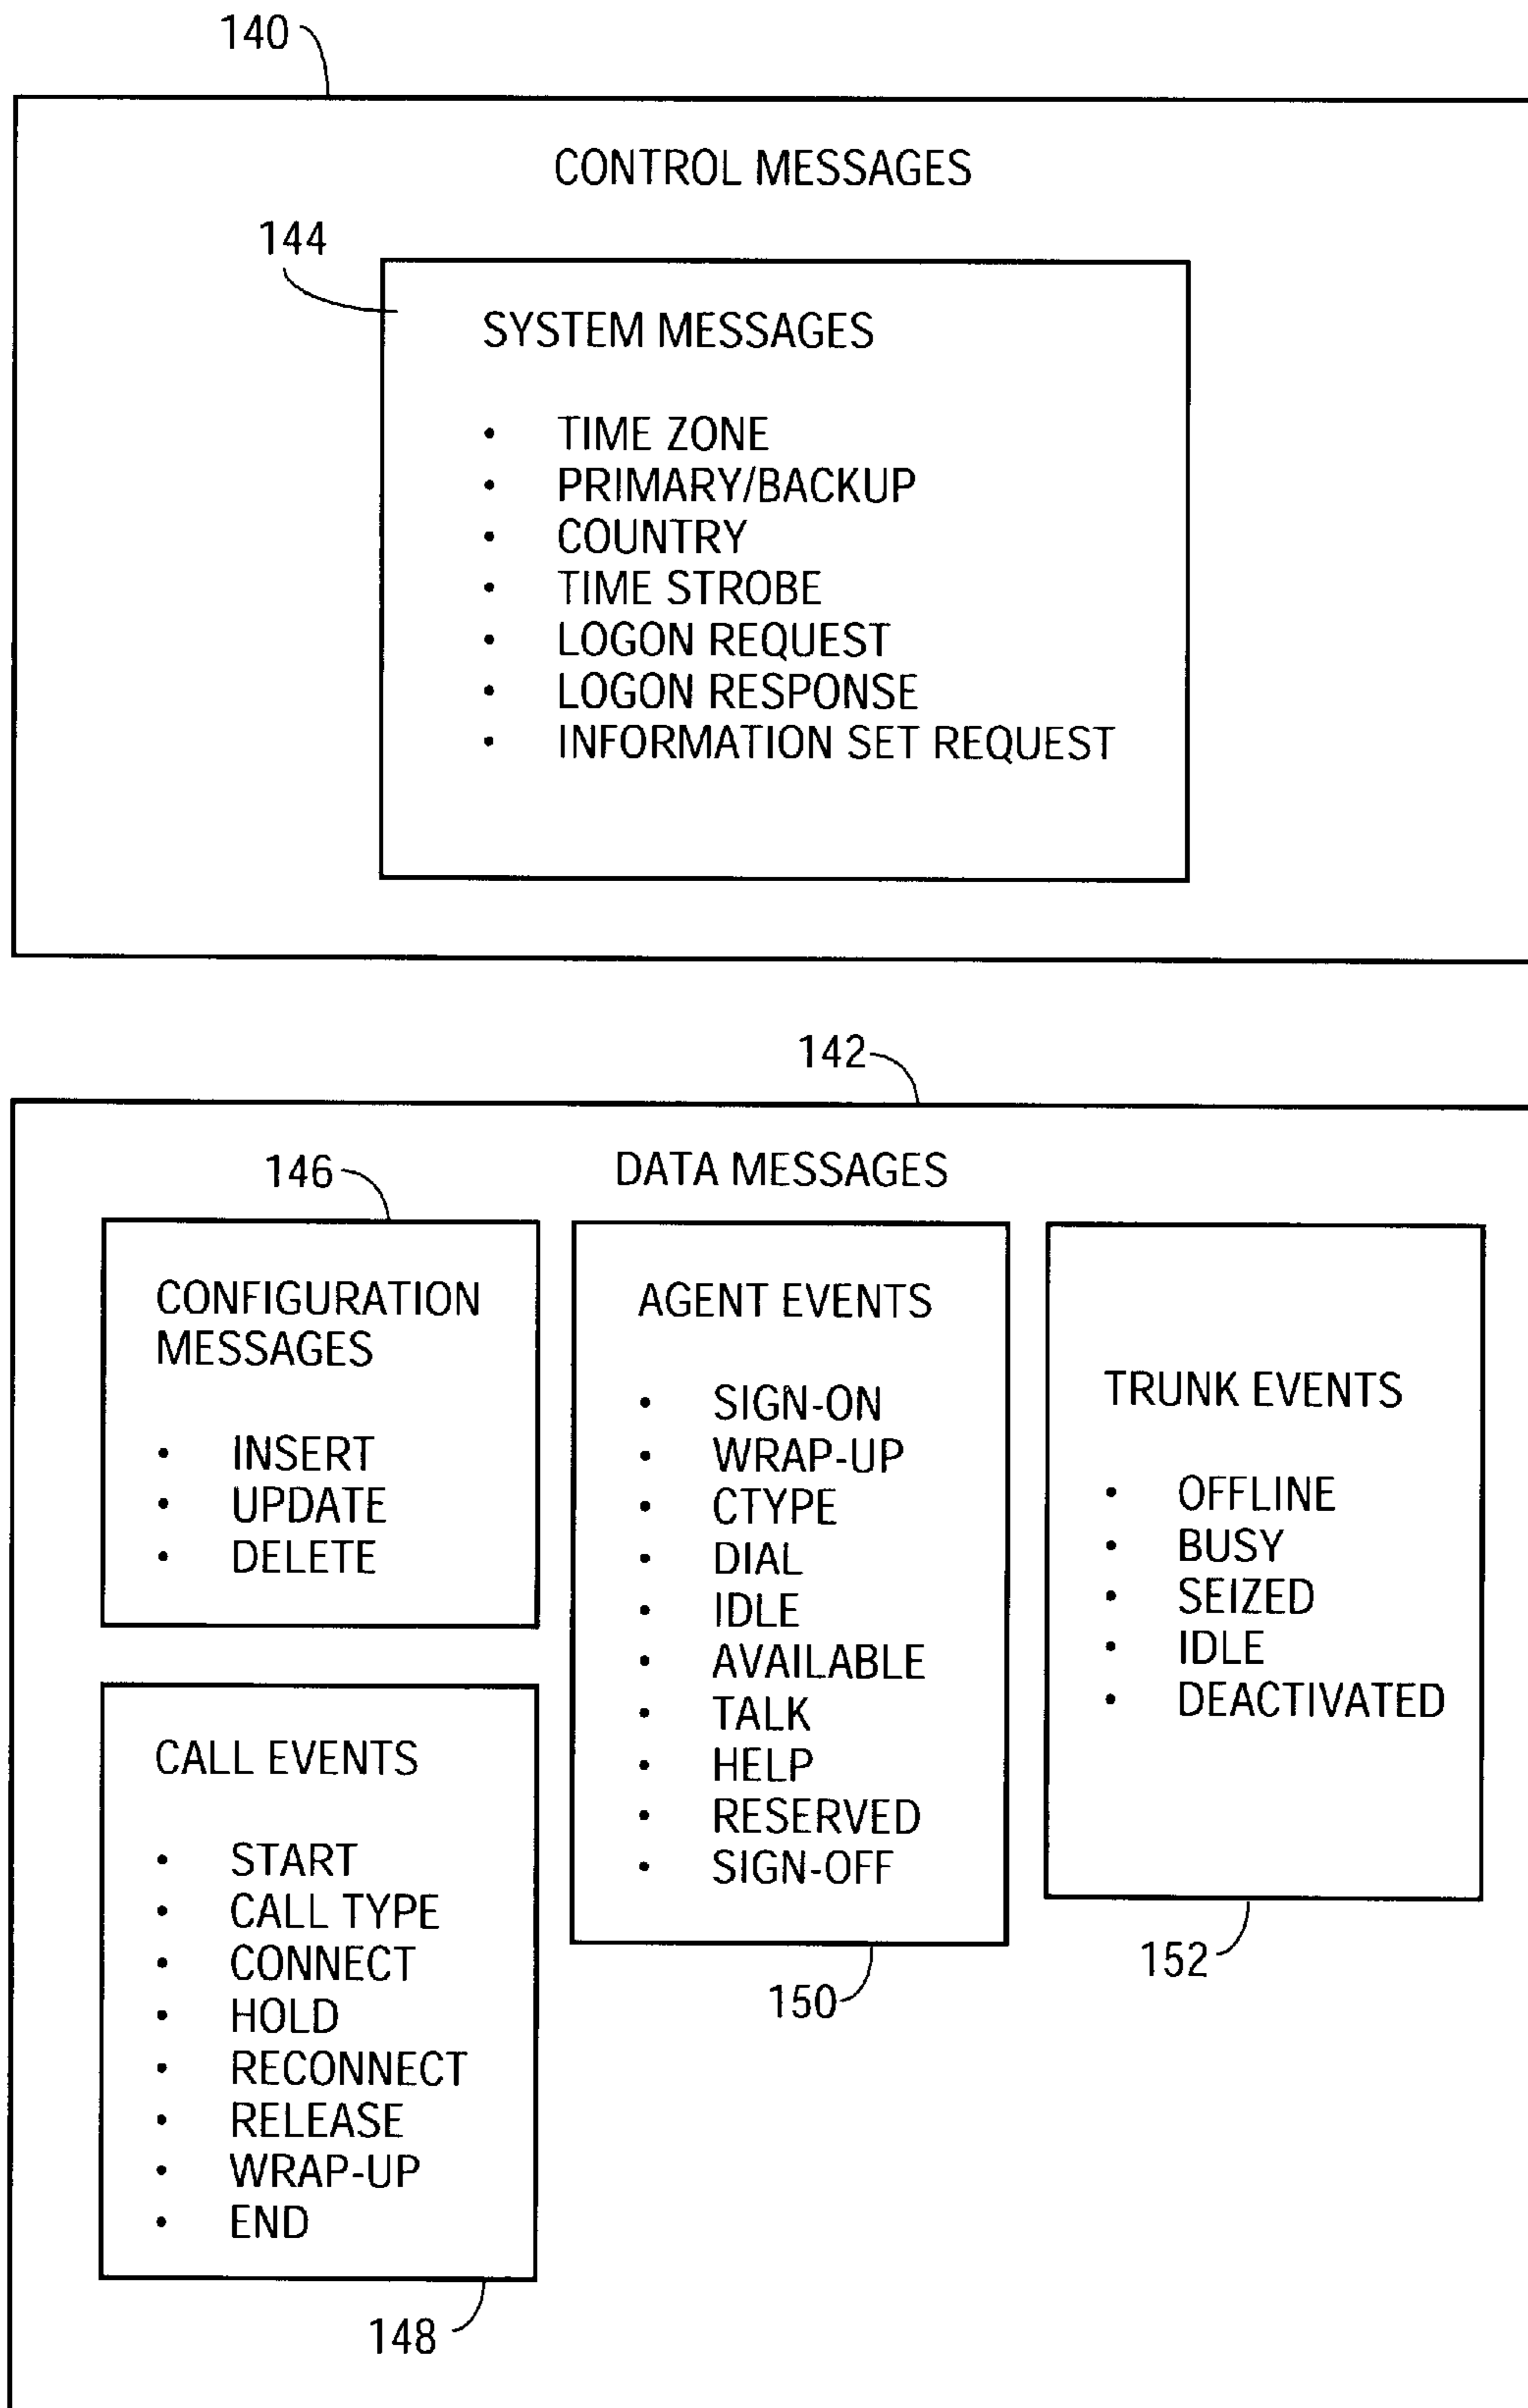 140
CONTROL MESSAGES
144
SYSTEM MESSAGES
• TIME ZONE
• PRIMARY/BACKUP
• COUNTRY
• TIME STROBE
• LOGON REQUEST
• LOGON RESPONSE
• INFORMATION SET REQUEST
142
DATA MESSAGES
146
CONFIGURATION
MESSAGES
• INSERT
• UPDATE
• DELETE
CALL EVENTS
• START
• CALL TYPE
• CONNECT
• HOLD
• RECONNECT
• RELEASE
• WRAP-UP
• END
148
AGENT EVENTS
• SIGN-ON
• WRAP-UP
• CTYPE
• DIAL
• IDLE
• AVAILABLE
• TALK
• HELP
• RESERVED
• SIGN-OFF
150
TRUNK EVENTS
• OFFLINE
• BUSY
• SEIZED
• IDLE
• DEACTIVATED
152